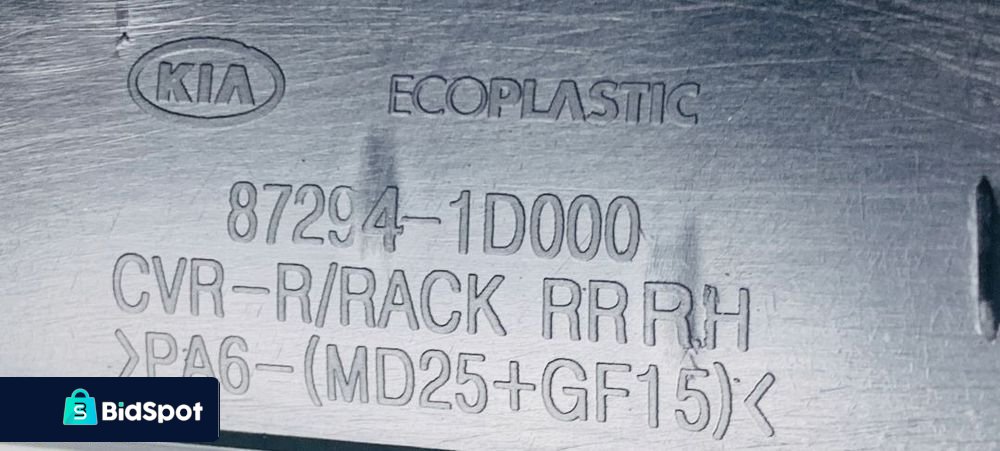 KIA ECOPLASTIC
87294-1D000
CVR-R/RACK RR RH
>PA6-(MD25+GF15)<
BidSpot